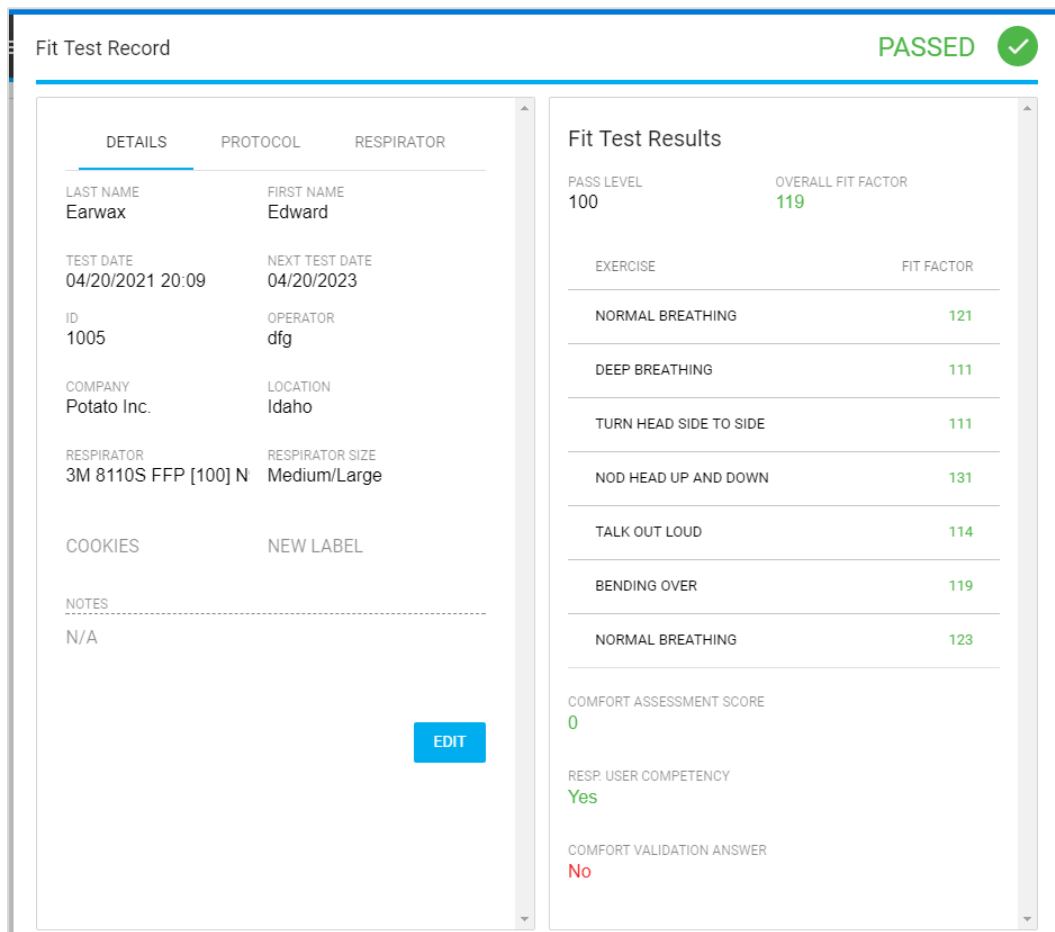 Fit Test Record
PASSED
DETAILS PROTOCOL RESPIRATOR
LAST NAME FIRST NAME
Earwax Edward
TEST DATE NEXT TEST DATE
04/20/2021 20:09 04/20/2023
ID OPERATOR
1005 dfg
COMPANY LOCATION
Potato Inc. Idaho
RESPIRATOR RESPIRATOR SIZE
3M 8110S FFP [100] N Medium/Large
COOKIES NEW LABEL
NOTES
N/A
EDIT
Fit Test Results
PASS LEVEL OVERALL FIT FACTOR
100 119
EXERCISE FIT FACTOR
NORMAL BREATHING 121
DEEP BREATHING 111
TURN HEAD SIDE TO SIDE 111
NOD HEAD UP AND DOWN 131
TALK OUT LOUD 114
BENDING OVER 119
NORMAL BREATHING 123
COMFORT ASSESSMENT SCORE
0
RESP. USER COMPETENCY
Yes
COMFORT VALIDATION ANSWER
No